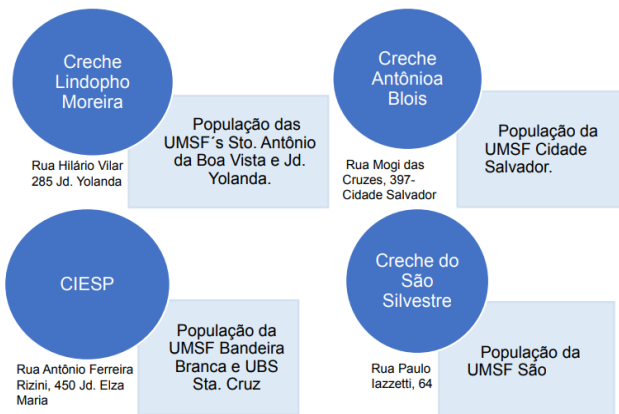 Creche
Lindopho
Moreira
População das
UMSF´s Sto. Antônio
da Boa Vista e Jd.
Yolanda.
Rua Hilário Vilar
285 Jd. Yolanda
Creche
Antônioa
Blois
População da
UMSF Cidade
Salvador.
Rua Mogi das
Cruzes, 397-
Cidade Salvador
CIESP
População da
UMSF Bandeira
Branca e UBS
Sta. Cruz
Rua Antônio Ferreira
Rizini, 450 Jd. Elza
Maria
Creche do
São
Silvestre
População da
UMSF São
Rua Paulo
Iazzetti, 64